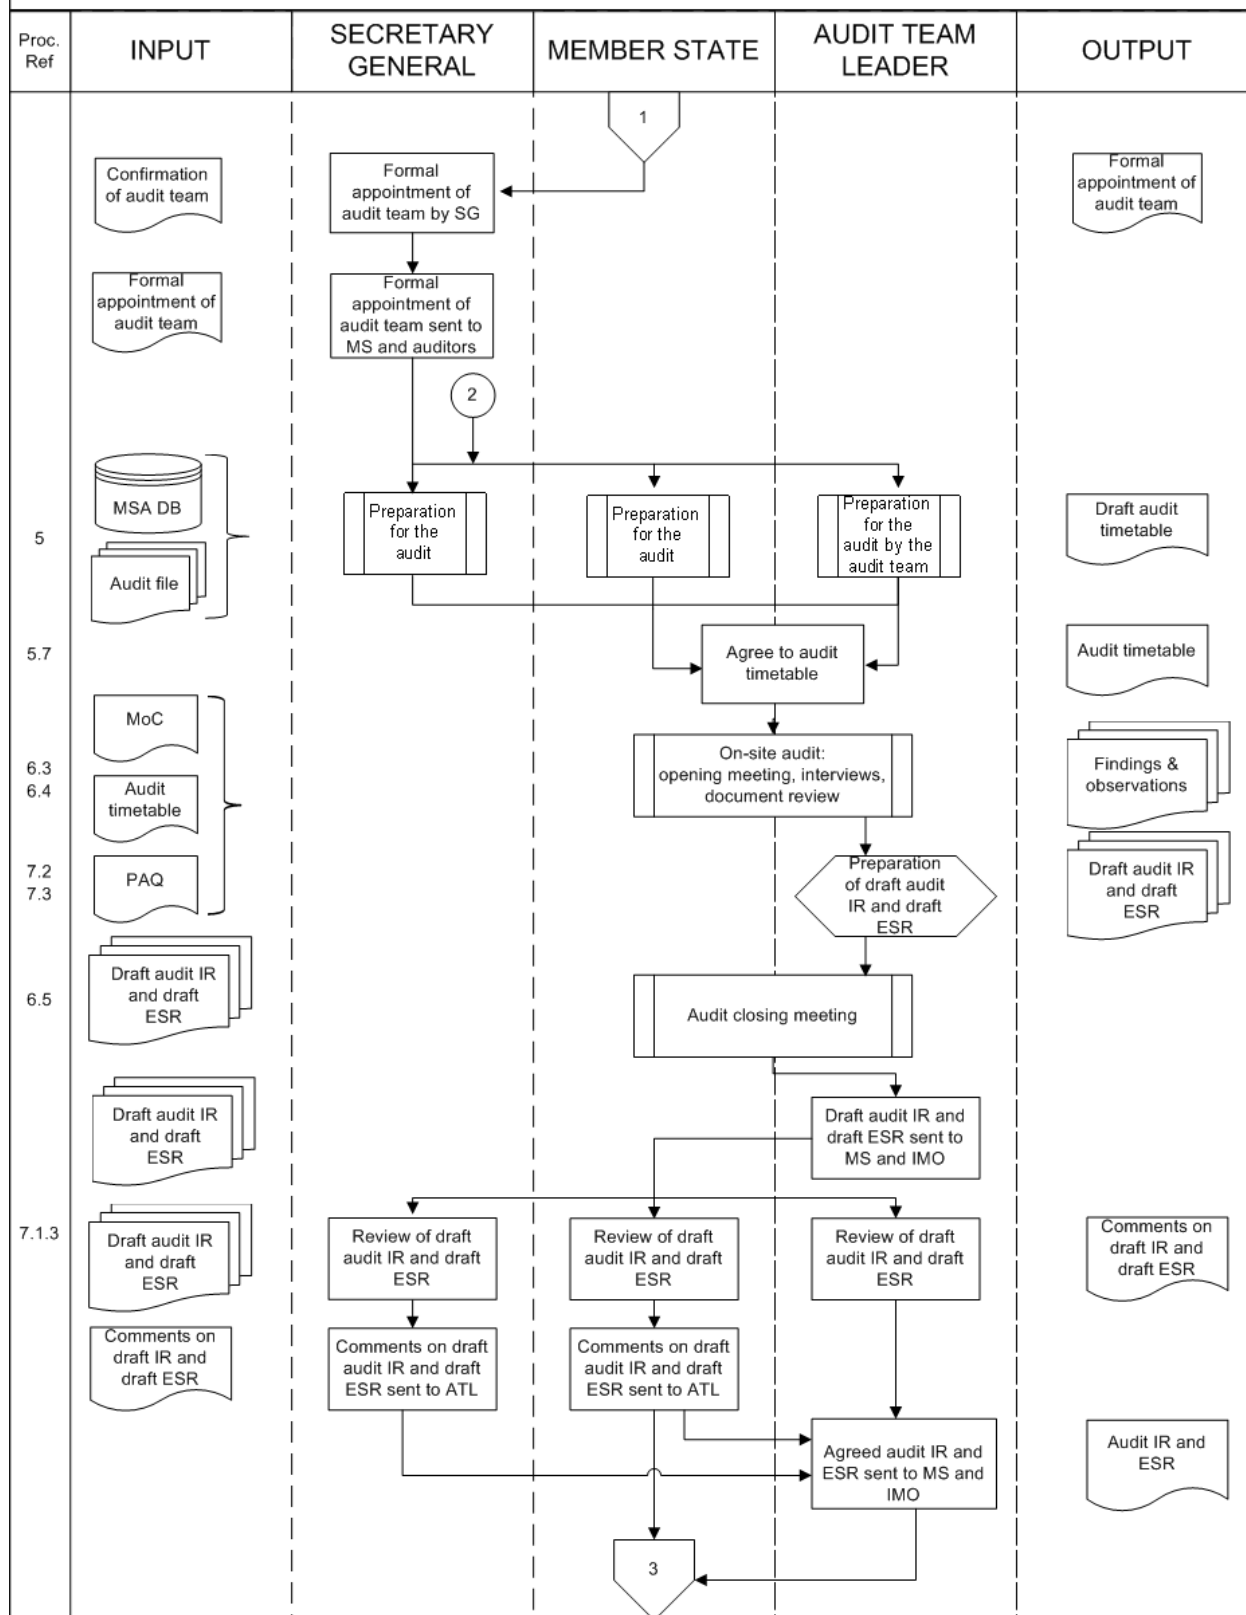 Proc.
Ref
INPUT
SECRETARY
GENERAL
MEMBER STATE
AUDIT TEAM
LEADER
OUTPUT
1
Confirmation
of audit team
Formal
appointment of
audit team by SG
Formal
appointment of
audit team
Formal
appointment of
audit team
Formal
appointment of
audit team sent to
MS and auditors
2
5
MSA DB
Audit file
Preparation
for the
audit
Preparation
for the
audit
Preparation
for the
audit by the
audit team
Draft audit
timetable
5.7
Agree to audit
timetable
Audit timetable
MoC
6.3
6.4
Audit
timetable
On-site audit:
opening meeting, interviews,
document review
Findings &
observations
7.2
7.3
PAQ
Preparation
of draft audit
IR and draft
ESR
Draft audit IR
and draft
ESR
6.5
Draft audit IR
and draft
ESR
Audit closing meeting
Draft audit IR
and draft
ESR
Draft audit IR and
draft ESR sent to
MS and IMO
7.1.3
Draft audit IR
and draft
ESR
Review of draft
audit IR and draft
ESR
Review of draft
audit IR and draft
ESR
Review of draft
audit IR and draft
ESR
Comments on
draft IR and
draft ESR
Comments on
draft IR and
draft ESR
Comments on draft
audit IR and draft
ESR sent to ATL
Comments on draft
audit IR and draft
ESR sent to ATL
Agreed audit IR and
ESR sent to MS and
IMO
Audit IR and
ESR
3